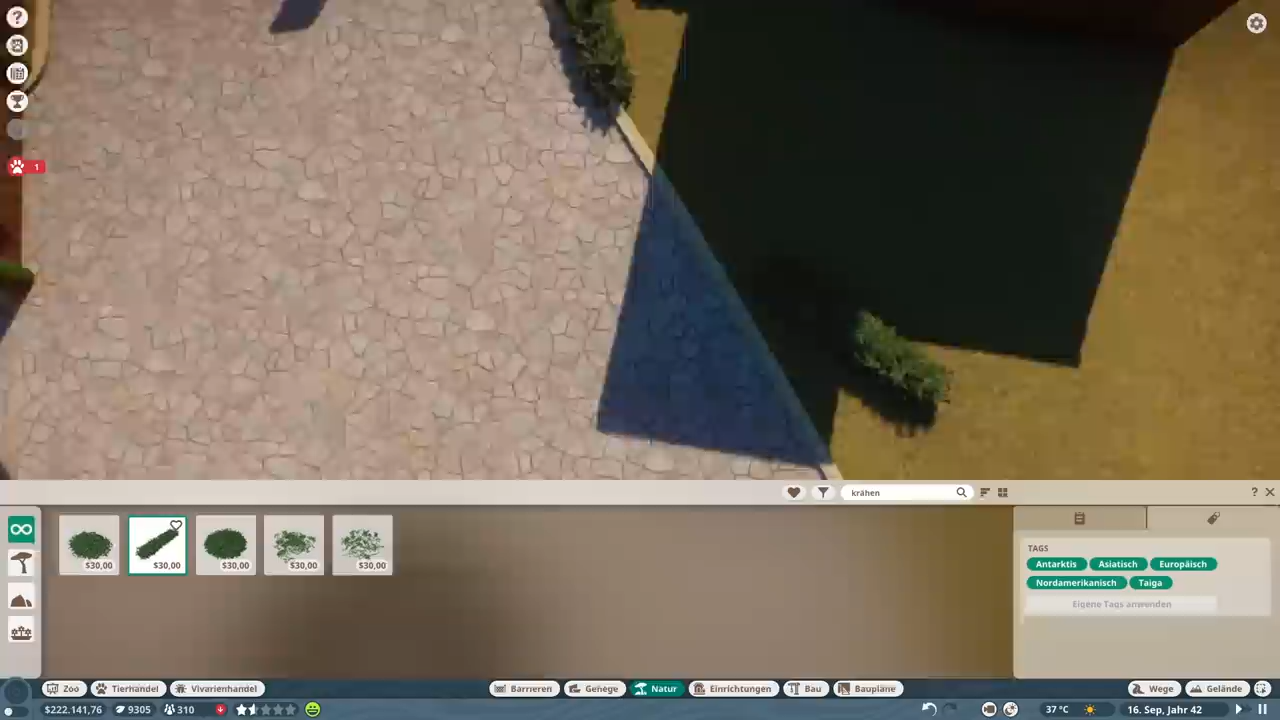 1
krähen
?
$30,00 $30,00 $30,00 $30,00 $30,00
TAGS
Antarktis Asiatisch Europäisch
Nordamerikanisch Taiga
Eigene Tags anwenden
Zoo Tierhandel Vivarienhandel Barrieren Gehege Natur Einrichtungen Bau Baupläne Wege Gelände
$222.141,76 9305 310 37 °C 16. Sep, Jahr 42